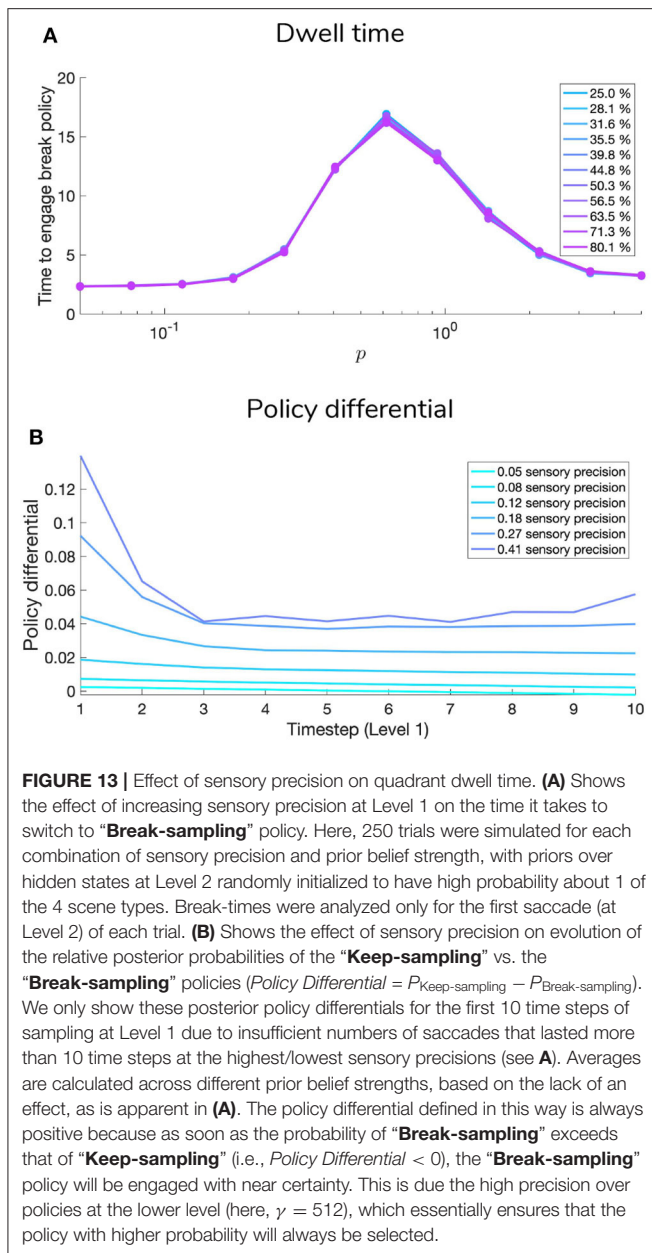 A
Dwell time
20
15
10
5
0
Time to engage break policy
25.0 %
28.1 %
31.6 %
35.5 %
39.8 %
44.8 %
50.3 %
56.5 %
63.5 %
71.3 %
80.1 %
10⁻¹
10⁰
p
Policy differential
B
0.12
0.1
0.08
0.06
0.04
0.02
0
Policy differential
0.05 sensory precision
0.08 sensory precision
0.12 sensory precision
0.18 sensory precision
0.27 sensory precision
0.41 sensory precision
1 2 3 4 5 6 7 8 9 10
Timestep (Level 1)
FIGURE 13 | Effect of sensory precision on quadrant dwell time. (A) Shows
the effect of increasing sensory precision at Level 1 on the time it takes to
switch to “Break-sampling” policy. Here, 250 trials were simulated for each
combination of sensory precision and prior belief strength, with priors over
hidden states at Level 2 randomly initialized to have high probability about 1 of
the 4 scene types. Break-times were analyzed only for the first saccade (at
Level 2) of each trial. (B) Shows the effect of sensory precision on evolution of
the relative posterior probabilities of the “Keep-sampling” vs. the
“Break-sampling” policies (Policy Differential = P_Keep-sampling − P_Break-sampling).
We only show these posterior policy differentials for the first 10 time steps of
sampling at Level 1 due to insufficient numbers of saccades that lasted more
than 10 time steps at the highest/lowest sensory precisions (see A). Averages
are calculated across different prior belief strengths, based on the lack of an
effect, as is apparent in (A). The policy differential defined in this way is always
positive because as soon as the probability of “Break-sampling” exceeds
that of “Keep-sampling” (i.e., Policy Differential < 0), the “Break-sampling”
policy will be engaged with near certainty. This is due the high precision over
policies at the lower level (here, γ = 512), which essentially ensures that the
policy with higher probability will always be selected.